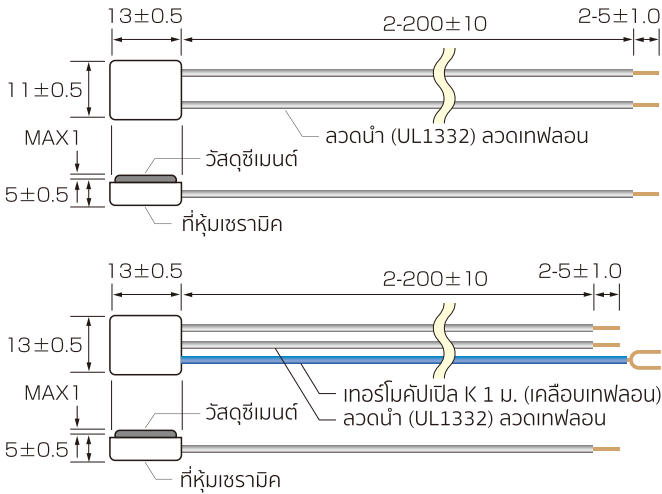 13±0.5
2-200±10
2-5±1.0
11±0.5
ลวดนำ (UL1332) ลวดเทฟลอน
MAX1
วัสดุซีเมนต์
5±0.5
ที่หุ้มเซรามิค
13±0.5
2-200±10
2-5±1.0
13±0.5
เทอร์โมคัปเปิล K 1 ม. (เคลือบเทฟลอน)
MAX1
วัสดุซีเมนต์
ลวดนำ (UL1332) ลวดเทฟลอน
5±0.5
ที่หุ้มเซรามิค